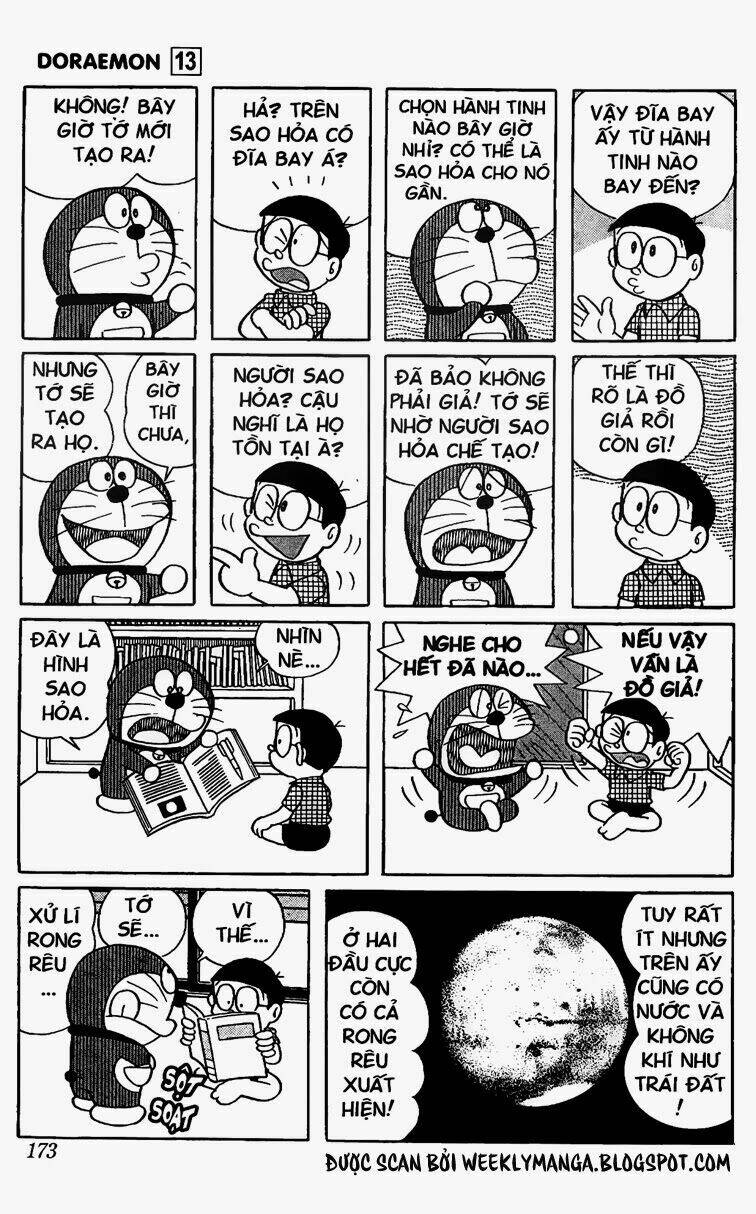 DORAEMON 13
VẬY ĐĨA BAY
ẤY TỪ HÀNH
TINH NÀO
BAY ĐẾN?
CHỌN HÀNH TINH
NÀO BÂY GIỜ
NHỈ? CÓ THỂ LÀ
SAO HỎA CHO NÓ
GẦN.
HẢ? TRÊN
SAO HỎA CÓ
ĐĨA BAY Á?
KHÔNG! BÂY
GIỜ TỚ MỚI
TẠO RA!
THẾ THÌ
RÕ LÀ ĐỒ
GIẢ RỒI
CÒN GÌ!
ĐÃ BẢO KHÔNG
PHẢI GIẢ! TỚ SẼ
NHỜ NGƯỜI SAO
HỎA CHẾ TẠO!
NGƯỜI SAO
HỎA? CẬU
NGHĨ LÀ HỌ
TỒN TẠI À?
BÂY
GIỜ
THÌ
CHƯA,
NHƯNG
TỚ SẼ
TẠO
RA HỌ.
NẾU VẬY
VẪN LÀ
ĐỒ GIẢ!
NGHE CHO
HẾT ĐÃ NÀO...
NHÌN
NÈ...
ĐÂY LÀ
HÌNH
SAO
HỎA.
TUY RẤT
ÍT NHƯNG
TRÊN ẤY
CŨNG CÓ
NƯỚC VÀ
KHÔNG
KHÍ NHƯ
TRÁI ĐẤT
!
Ở HAI
ĐẦU CỰC
CÒN
CÓ CẢ
RONG
RÊU
XUẤT
HIỆN!
VÌ
THẾ...
TỚ
SẼ...
XỬ LÍ
RONG
RÊU
...
SỘT
SOẠT
173
ĐƯỢC SCAN BỞI WEEKLYMANGA.BLOGSPOT.COM